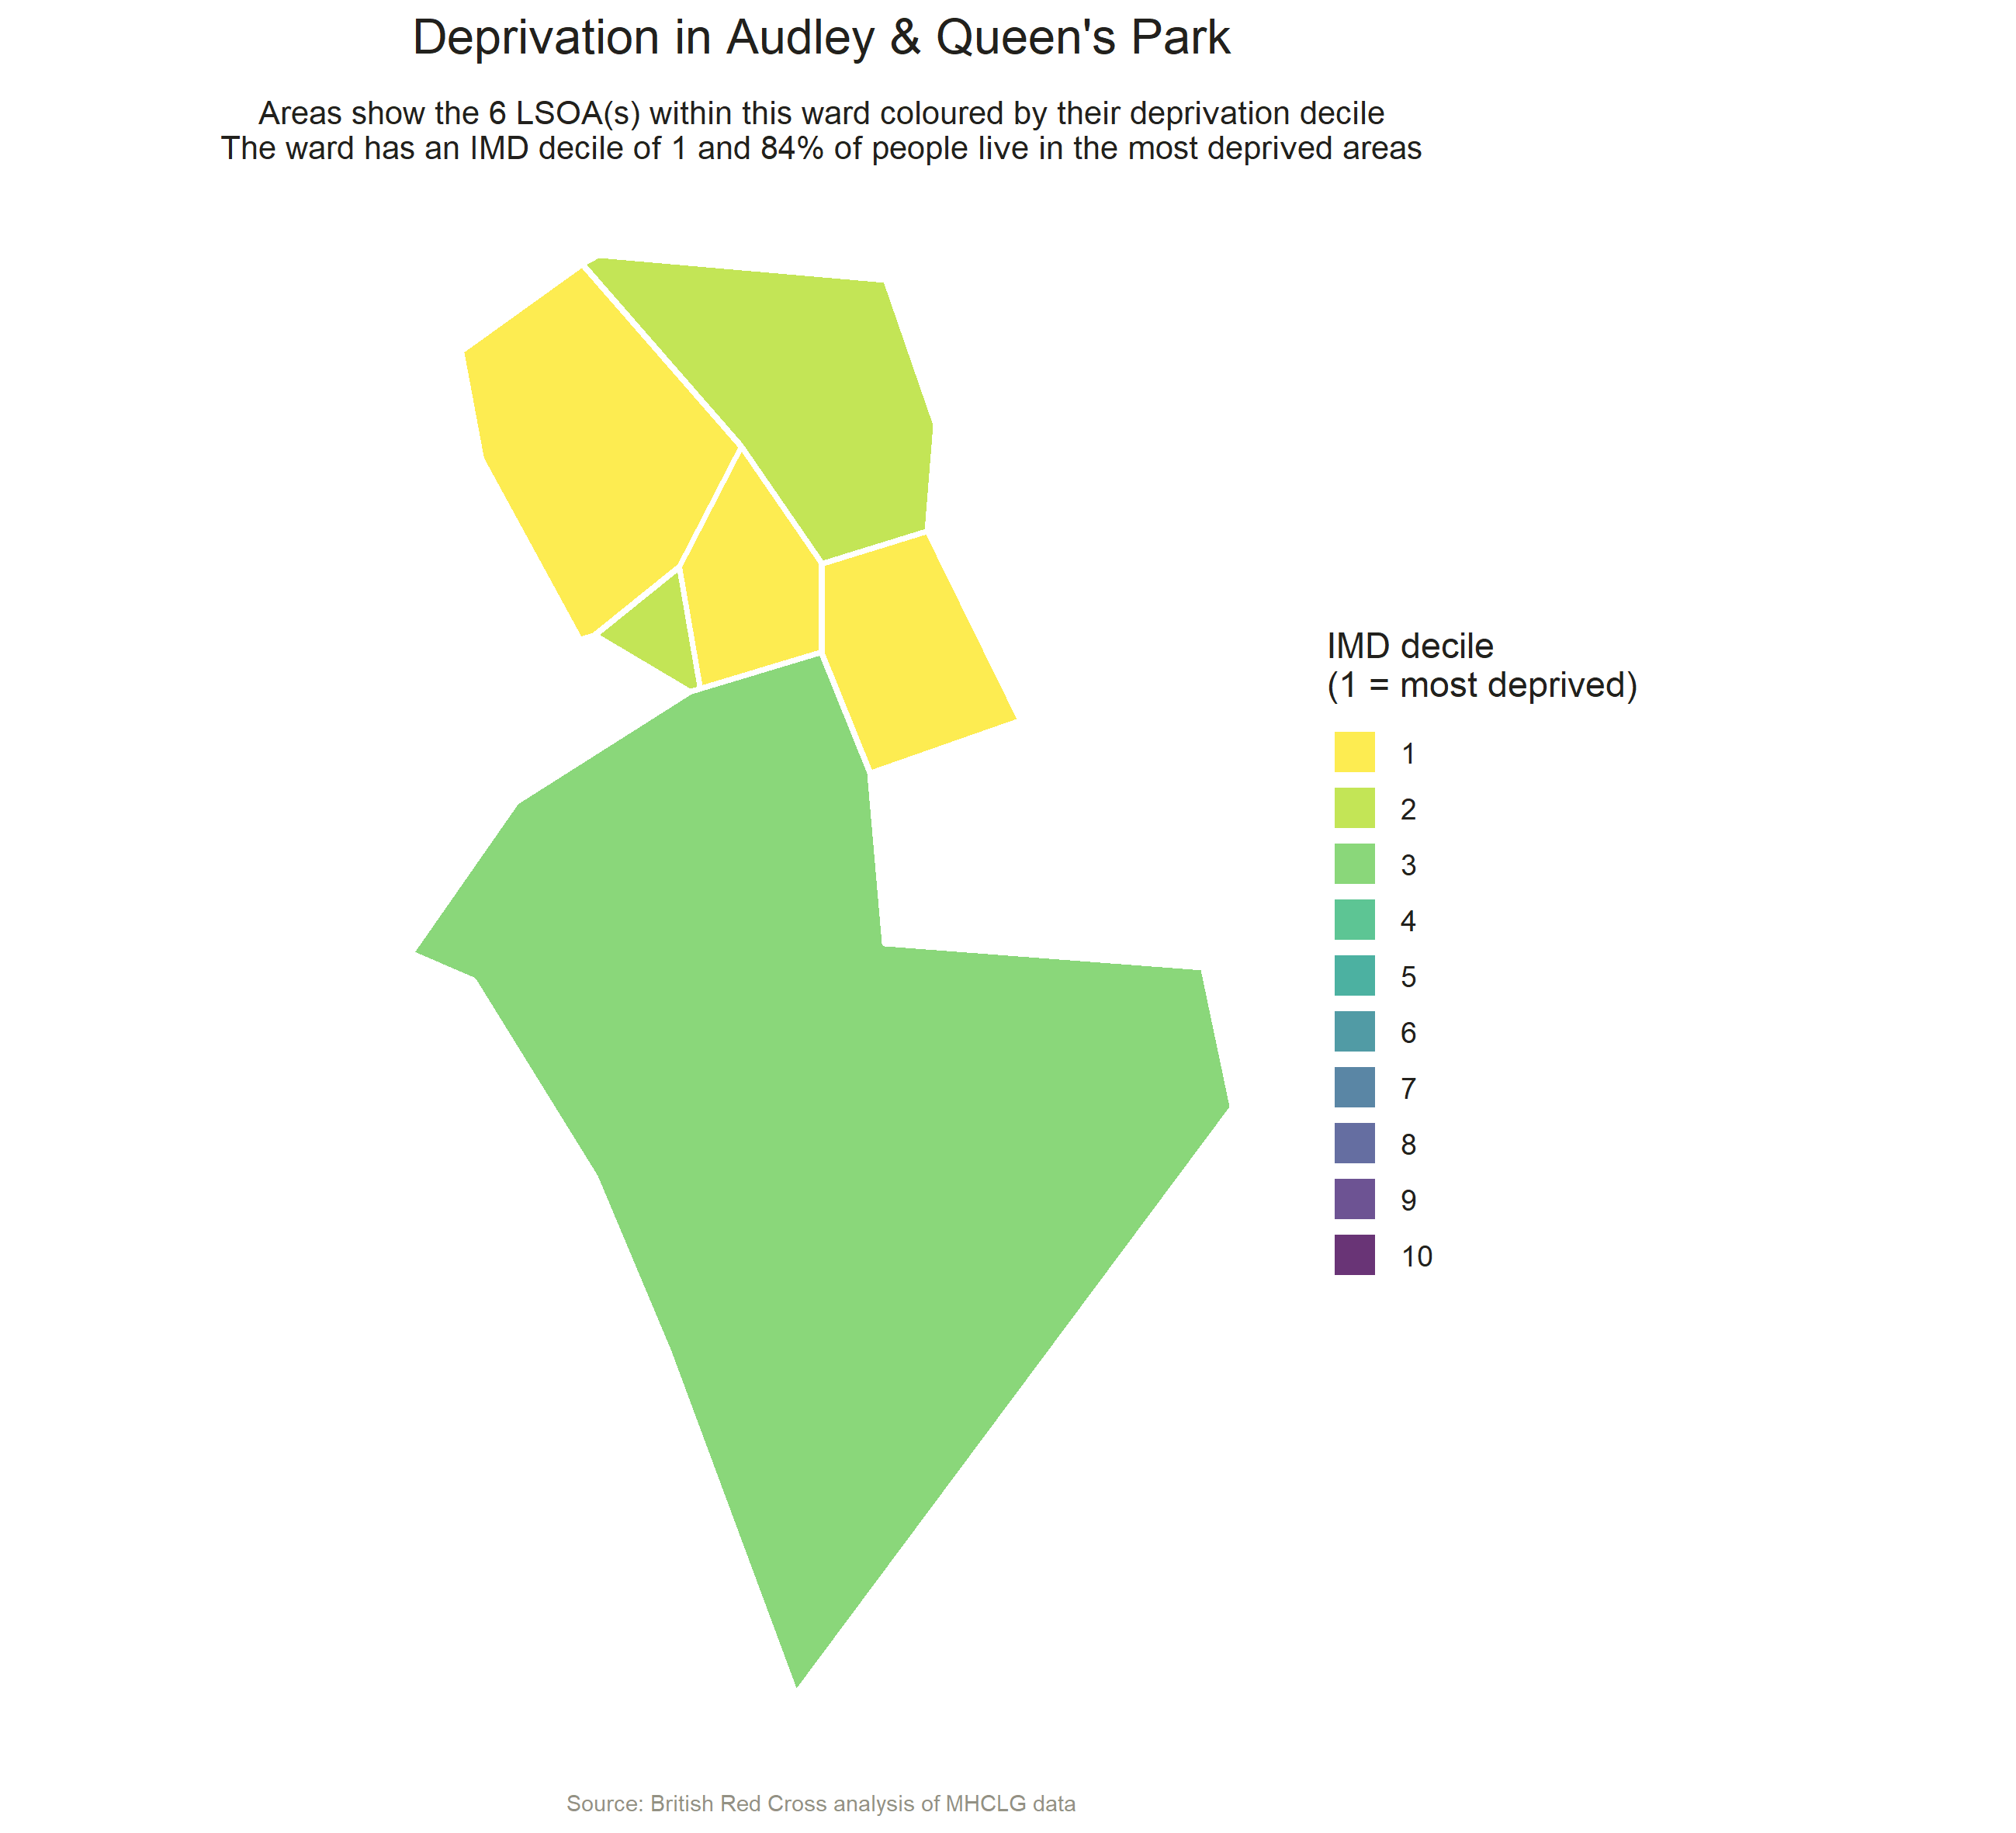 Deprivation in Audley & Queen's Park
Areas show the 6 LSOA(s) within this ward coloured by their deprivation decile
The ward has an IMD decile of 1 and 84% of people live in the most deprived areas
IMD decile
(1 = most deprived)
1
2
3
4
5
6
7
8
9
10
Source: British Red Cross analysis of MHCLG data